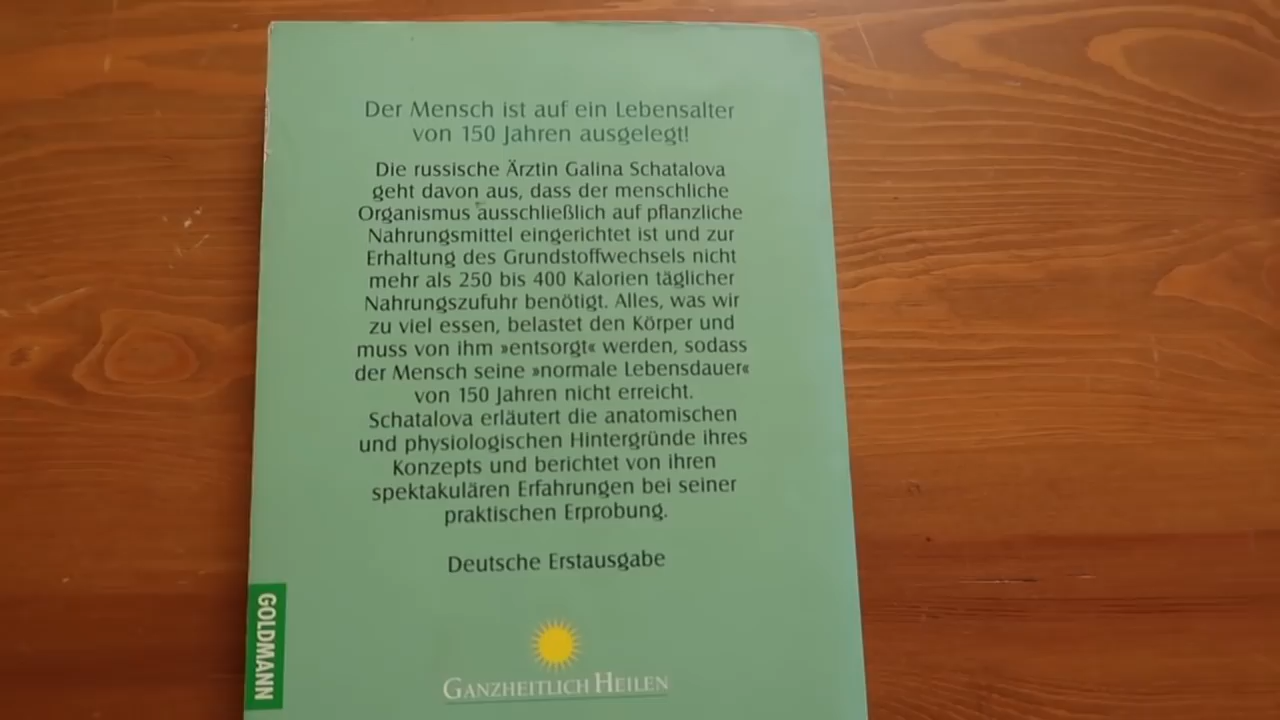 Der Mensch ist auf ein Lebensalter
von 150 Jahren ausgelegt!
Die russische Ärztin Galina Schatalova
geht davon aus, dass der menschliche
Organismus ausschließlich auf pflanzliche
Nahrungsmittel eingerichtet ist und zur
Erhaltung des Grundstoffwechsels nicht
mehr als 250 bis 400 Kalorien täglicher
Nahrungszufuhr benötigt. Alles, was wir
zu viel essen, belastet den Körper und
muss von ihm »entsorgt« werden, sodass
der Mensch seine »normale Lebensdauer«
von 150 Jahren nicht erreicht.
Schatalova erläutert die anatomischen
und physiologischen Hintergründe ihres
Konzepts und berichtet von ihren
spektakulären Erfahrungen bei seiner
praktischen Erprobung.
Deutsche Erstausgabe
GOLDMANN
GANZHEITLICH HEILEN